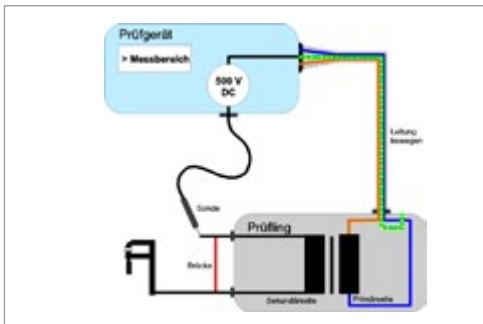 Prüfgerät
> Messbereich
500 V
DC
Leitung
bewegen
Sonde
Prüfling
Brücke
Sekundärseite
Primärseite